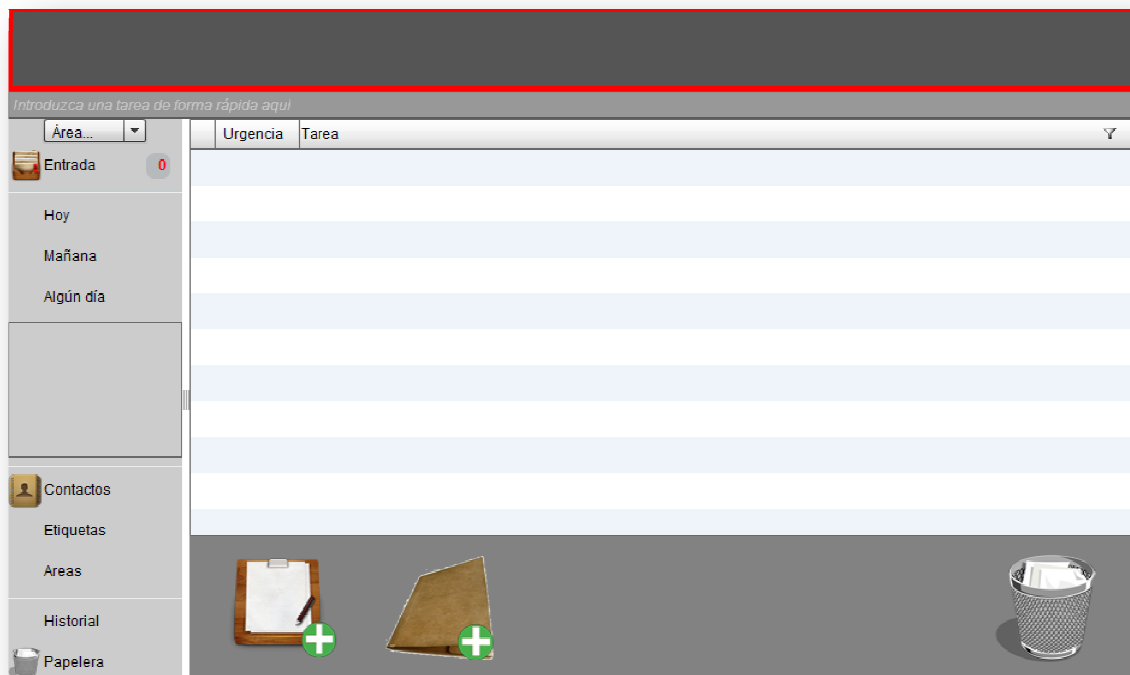 Introduzca una tarea de forma rápida aqui
Área...
Urgencia
Tarea
Entrada
0
Hoy
Mañana
Algún día
Contactos
Etiquetas
Areas
Historial
Papelera